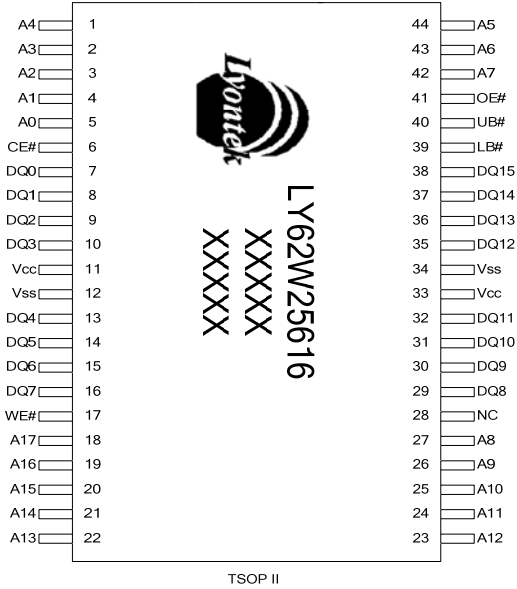 A4 1 44 A5
A3 2 43 A6
A2 3 42 A7
A1 4 41 OE#
A0 5 40 UB#
CE# 6 39 LB#
DQ0 7 38 DQ15
DQ1 8 37 DQ14
DQ2 9 36 DQ13
DQ3 10 35 DQ12
Vcc 11 34 Vss
Vss 12 33 Vcc
DQ4 13 32 DQ11
DQ5 14 31 DQ10
DQ6 15 30 DQ9
DQ7 16 29 DQ8
WE# 17 28 NC
A17 18 27 A8
A16 19 26 A9
A15 20 25 A10
A14 21 24 A11
A13 22 23 A12
Lyontek
LY62W25616
XXXXX
XXXXX
TSOP II